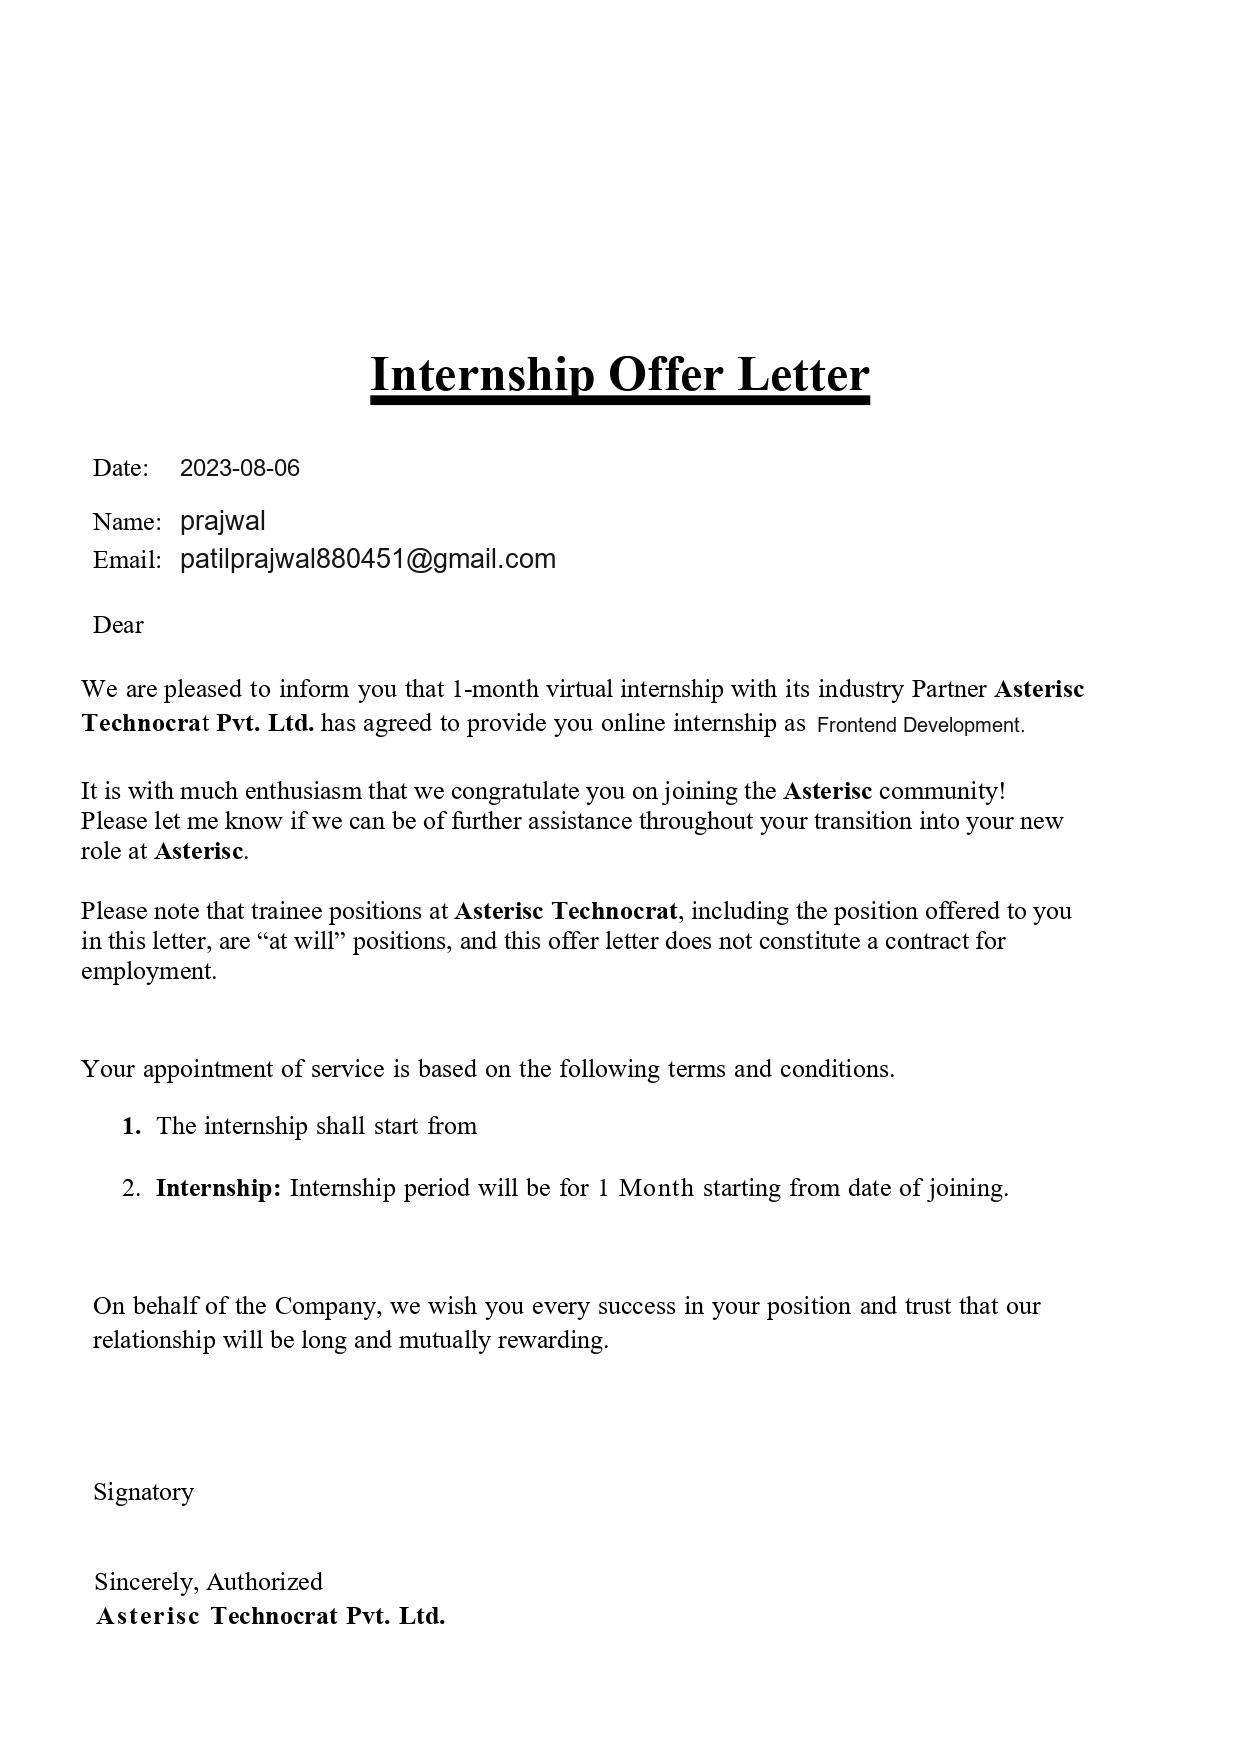 Internship Offer Letter
Date: 2023-08-06
Name: prajwal
Email: patilprajwal880451@gmail.com
Dear
We are pleased to inform you that 1-month virtual internship with its industry Partner Asterisc
Technocrat Pvt. Ltd. has agreed to provide you online internship as Frontend Development.
It is with much enthusiasm that we congratulate you on joining the Asterisc community!
Please let me know if we can be of further assistance throughout your transition into your new
role at Asterisc.
Please note that trainee positions at Asterisc Technocrat, including the position offered to you
in this letter, are “at will” positions, and this offer letter does not constitute a contract for
employment.
Your appointment of service is based on the following terms and conditions.
1. The internship shall start from
2. Internship: Internship period will be for 1 Month starting from date of joining.
On behalf of the Company, we wish you every success in your position and trust that our
relationship will be long and mutually rewarding.
Signatory
Sincerely, Authorized
Asterisc Technocrat Pvt. Ltd.